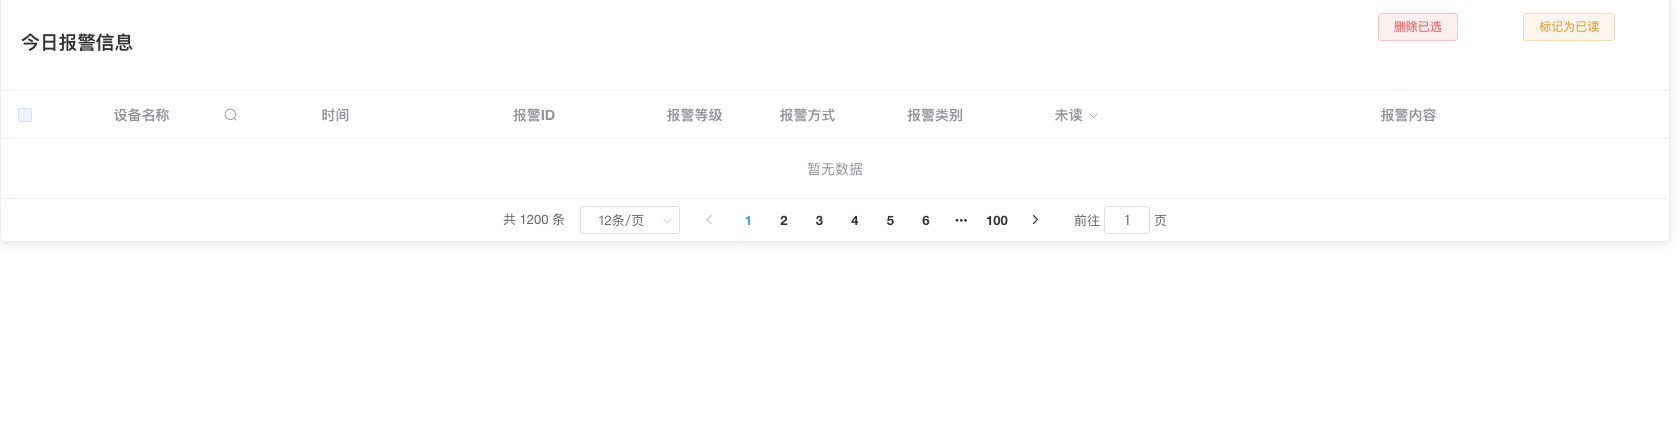 今日报警信息
删除已选
标记为已读
设备名称 时间 报警ID 报警等级 报警方式 报警类别 未读 报警内容
暂无数据
共 1200 条 12条/页 1 2 3 4 5 6 ··· 100 前往 1 页